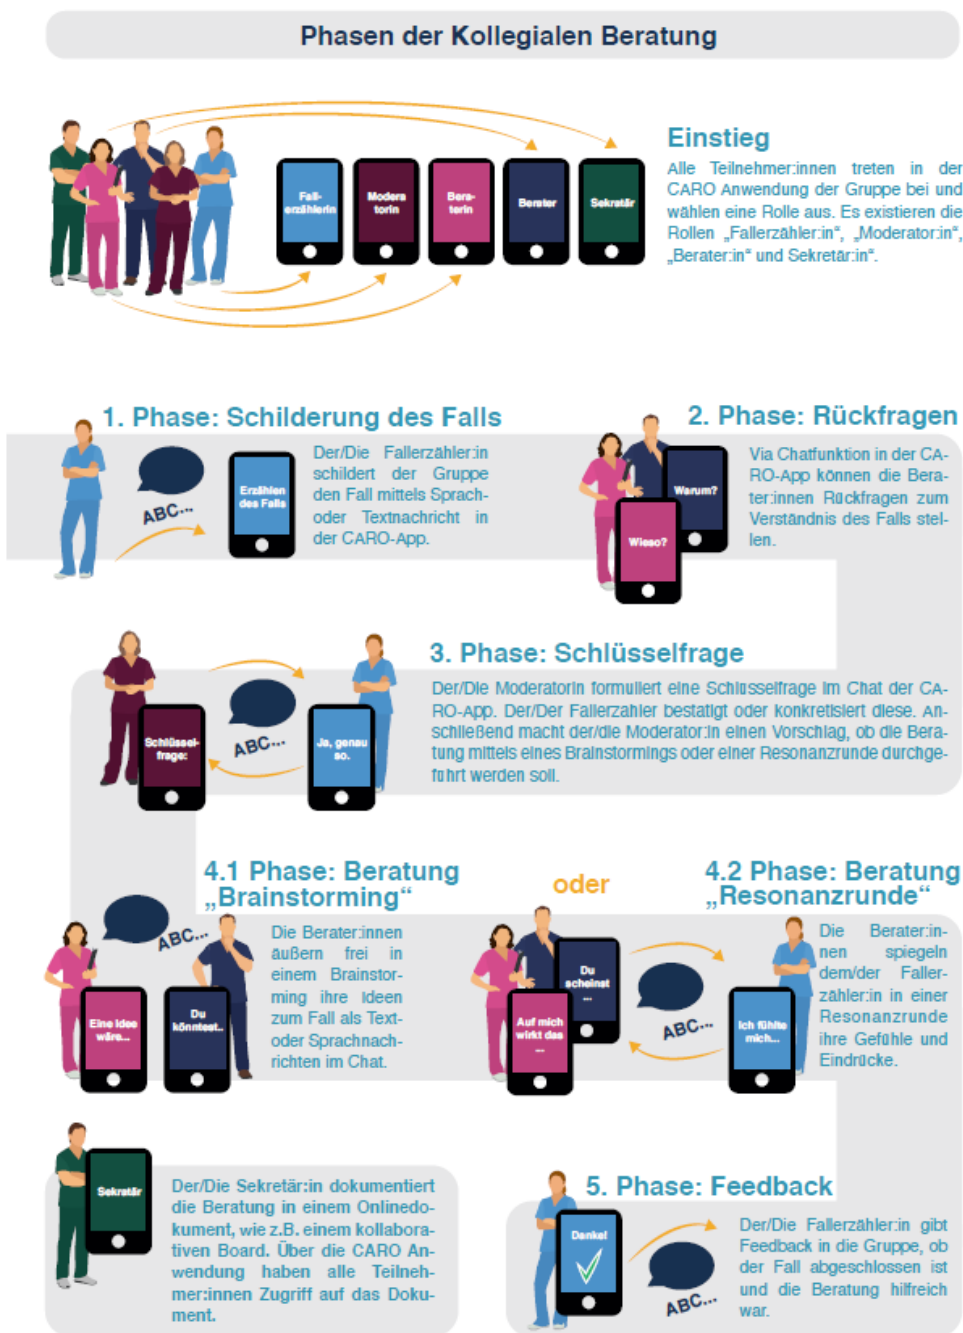 Phasen der Kollegialen Beratung
Fall-
erzählerin
Modera
torin
Bera-
terin
Berater
Sekretär
Einstieg
Alle Teilnehmer:innen treten in der
CARO Anwendung der Gruppe bei und
wählen eine Rolle aus. Es existieren die
Rollen „Fallerzähler:in“, „Moderator:in“,
„Berater:in“ und Sekretär:in“.
1. Phase: Schilderung des Falls
ABC...
Erzählen
des Falls
Der/Die Fallerzähler:in
schildert der Gruppe
den Fall mittels Sprach-
oder Textnachricht in
der CARO-App.
2. Phase: Rückfragen
Warum?
Wieso?
Via Chatfunktion in der CA-
RO-App können die Bera-
ter:innen Rückfragen zum
Verständnis des Falls stel-
len.
3. Phase: Schlüsselfrage
Schlüssel-
frage:
ABC...
Ja, genau
so.
Der/Die Moderatorin formuliert eine Schlüsselfrage im Chat der CA-
RO-App. Der/Der Fallerzähler bestätigt oder konkretisiert diese. An-
schließend macht der/die Moderator:in einen Vorschlag, ob die Bera-
tung mittels eines Brainstormings oder einer Resonanzrunde durchge-
führt werden soll.
4.1 Phase: Beratung
„Brainstorming“
ABC...
Eine Idee
wäre...
Du
könntest..
Die Berater:innen
äußern frei in
einem Brainstor-
ming ihre Ideen
zum Fall als Text-
oder Sprachnach-
richten im Chat.
oder
4.2 Phase: Beratung
„Resonanzrunde“
Du
scheinst
...
Auf mich
wirkt das
...
ABC...
Ich fühlte
mich...
Die Berater:in-
nen spiegeln
dem/der Faller-
zähler:in in einer
Resonanzrunde
ihre Gefühle und
Eindrücke.
Sekretär
Der/Die Sekretär:in dokumentiert
die Beratung in einem Onlinedo-
kument, wie z.B. einem kollabora-
tiven Board. Über die CARO An-
wendung haben alle Teilneh-
mer:innen Zugriff auf das Doku-
ment.
5. Phase: Feedback
Danke!
ABC...
Der/Die Fallerzähler:in gibt
Feedback in die Gruppe, ob
der Fall abgeschlossen ist
und die Beratung hilfreich
war.